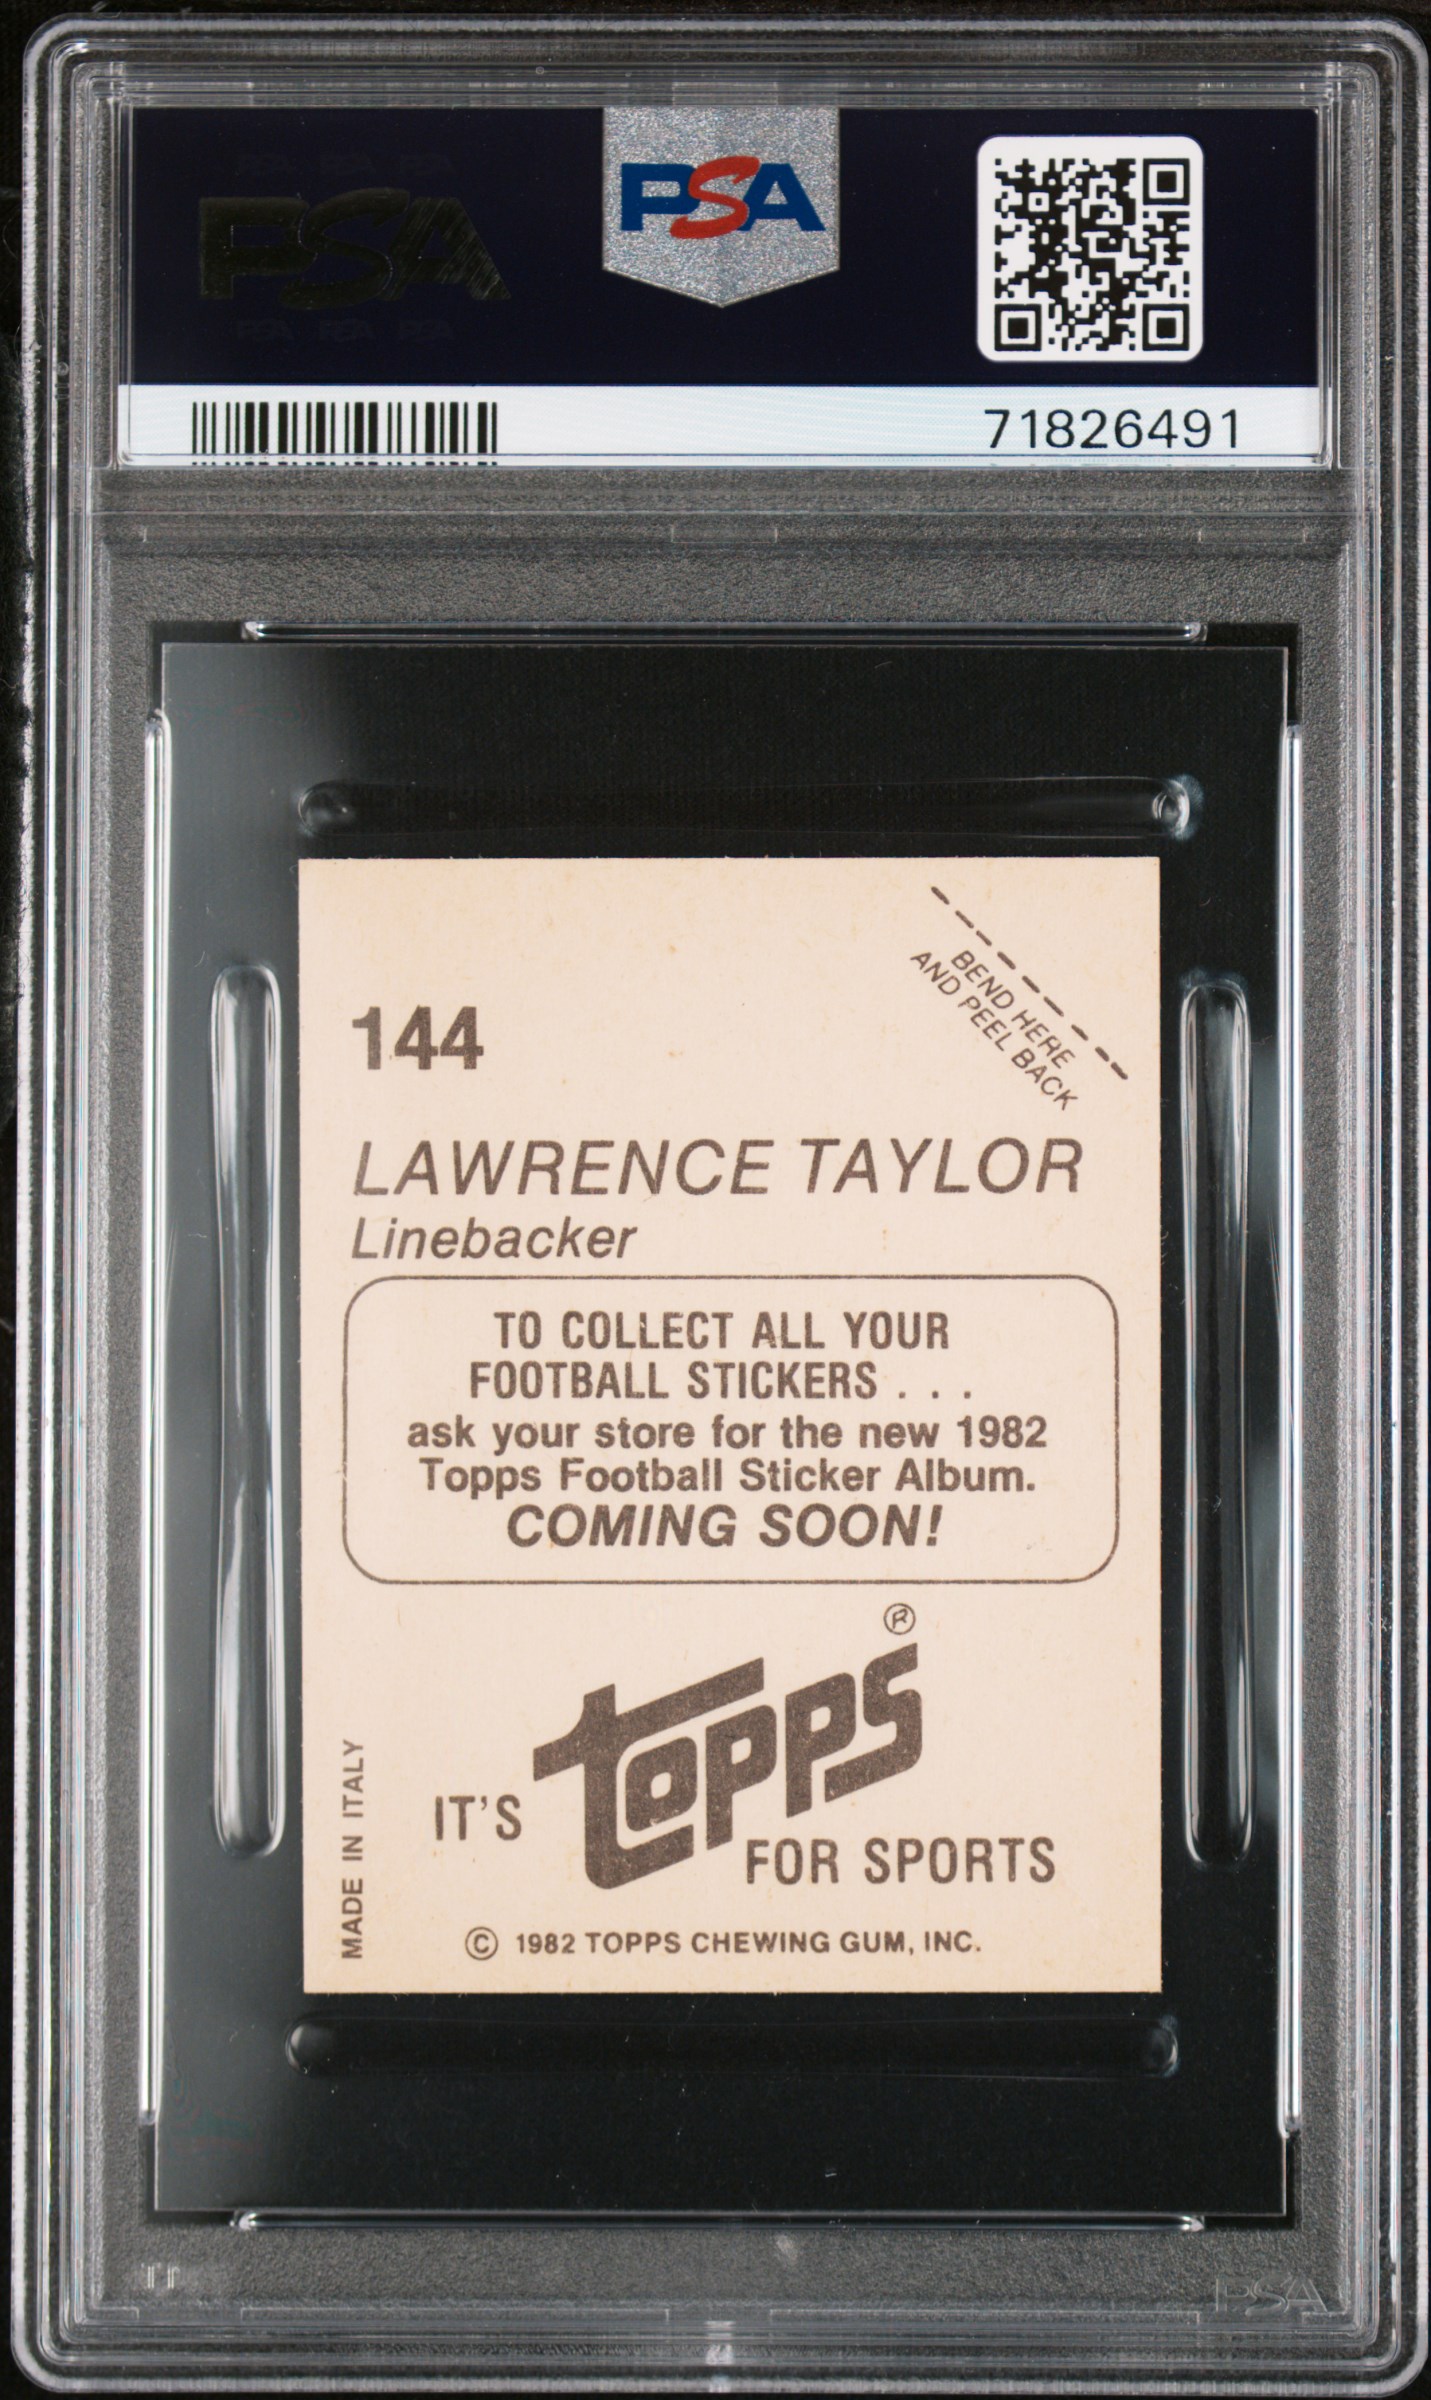 PSA
PSA
71826491
BEND HERE
AND PEEL BACK
144
LAWRENCE TAYLOR
Linebacker
TO COLLECT ALL YOUR
FOOTBALL STICKERS . . .
ask your store for the new 1982
Topps Football Sticker Album.
COMING SOON!
IT'S topps®
FOR SPORTS
MADE IN ITALY
© 1982 TOPPS CHEWING GUM, INC.
PSA